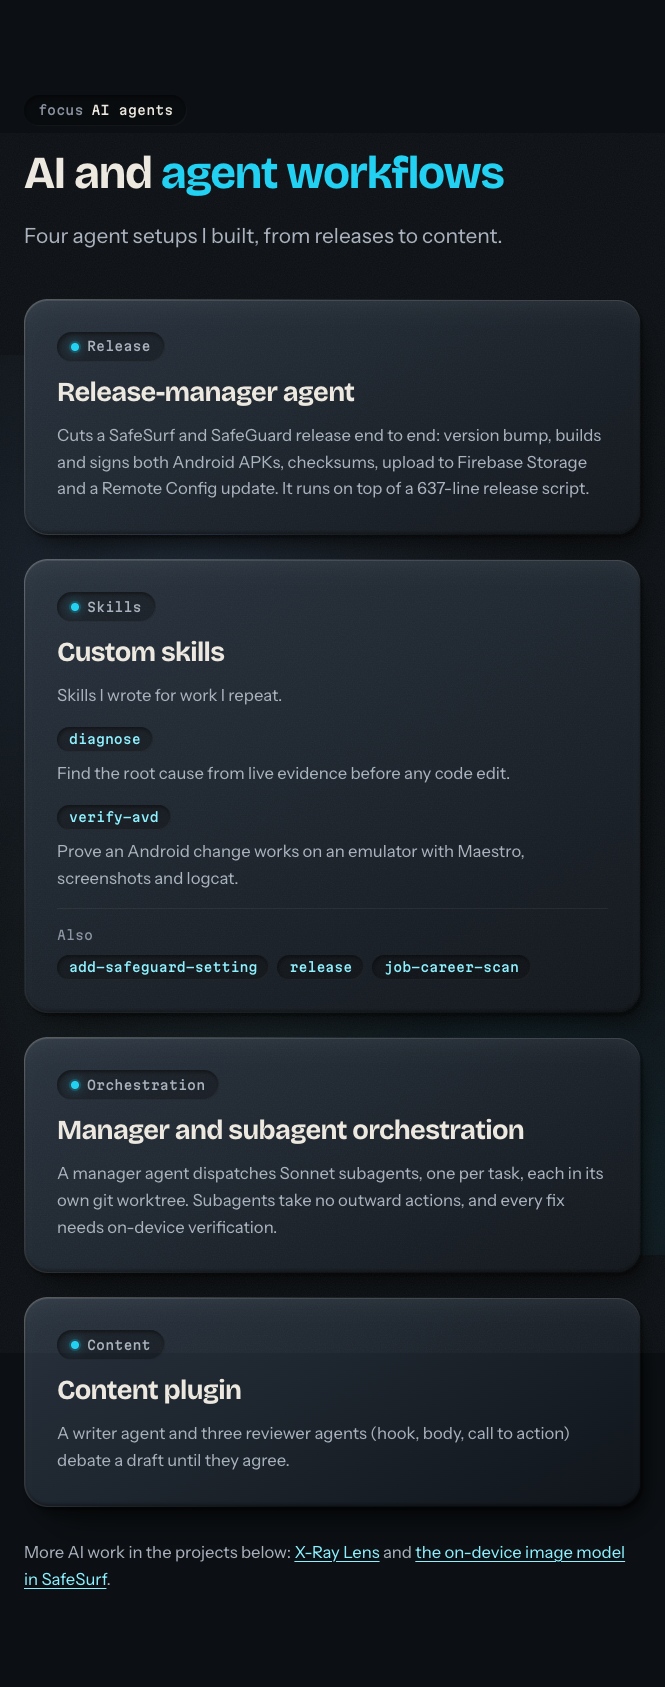 focus AI agents
AI and agent workflows
Four agent setups I built, from releases to content.
Release
Release-manager agent
Cuts a SafeSurf and SafeGuard release end to end: version bump, builds
and signs both Android APKs, checksums, upload to Firebase Storage
and a Remote Config update. It runs on top of a 637-line release script.
Skills
Custom skills
Skills I wrote for work I repeat.
diagnose
Find the root cause from live evidence before any code edit.
verify-avd
Prove an Android change works on an emulator with Maestro,
screenshots and logcat.
Also
add-safeguard-setting release job-career-scan
Orchestration
Manager and subagent orchestration
A manager agent dispatches Sonnet subagents, one per task, each in its
own git worktree. Subagents take no outward actions, and every fix
needs on-device verification.
Content
Content plugin
A writer agent and three reviewer agents (hook, body, call to action)
debate a draft until they agree.
More AI work in the projects below: X-Ray Lens and the on-device image model
in SafeSurf.